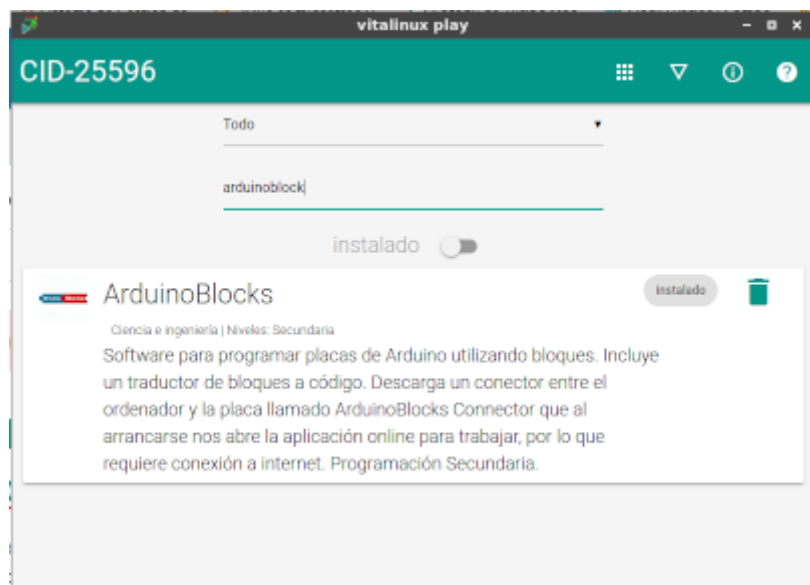 vitalinux play
CID-25596
Todo
arduinoblock
instalado
ArduinoBlocks
instalado
Ciencia e ingeniería | Niveles: Secundaria
Software para programar placas de Arduino utilizando bloques. Incluye
un traductor de bloques a código. Descarga un conector entre el
ordenador y la placa llamado ArduinoBlocks Connector que al
arrancarse nos abre la aplicación online para trabajar, por lo que
requiere conexión a internet. Programación Secundaria.